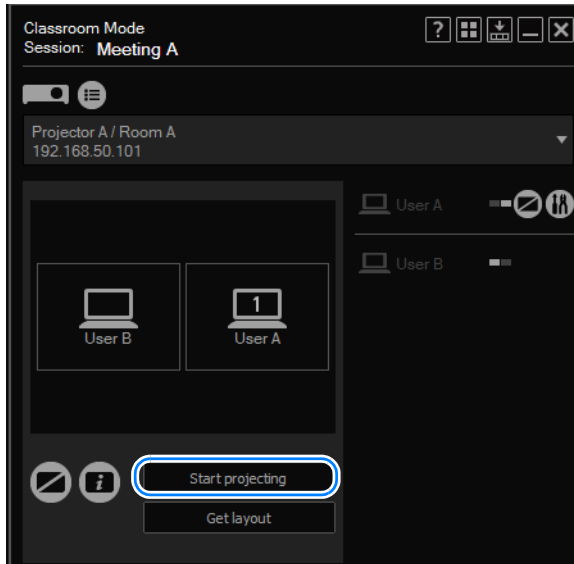 Classroom Mode
Session: Meeting A
?
Projector A / Room A
192.168.50.101
User A
User B
1
User B
User A
i
Start projecting
Get layout